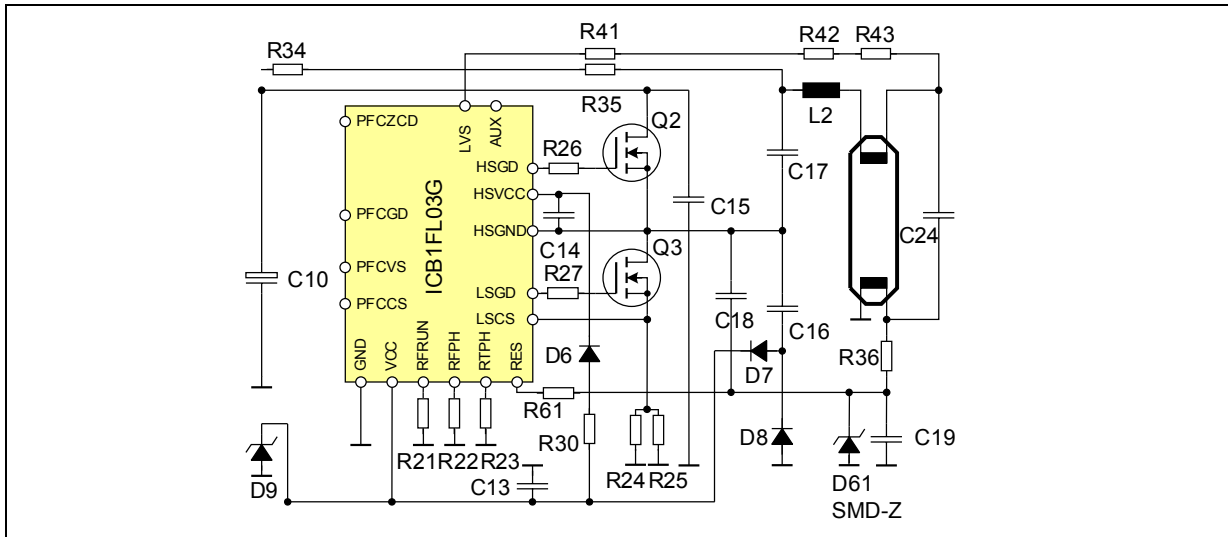 R41
R42
R43
R34
R35
L2
Q2
PFCZCD
LVS
AUX
R26
HSGD
C17
HSVCC
C15
PFCGD
HSGND
C14
C24
ICB1FL03G
Q3
PFCVS
R27
C10
LSGD
PFCCS
C18
C16
LSCS
GND
VCC
RFRUN
RFPH
RTPH
RES
D6
D7
R36
R61
R21
R22
R23
R30
D8
C19
D9
C13
R24
R25
D61
SMD-Z